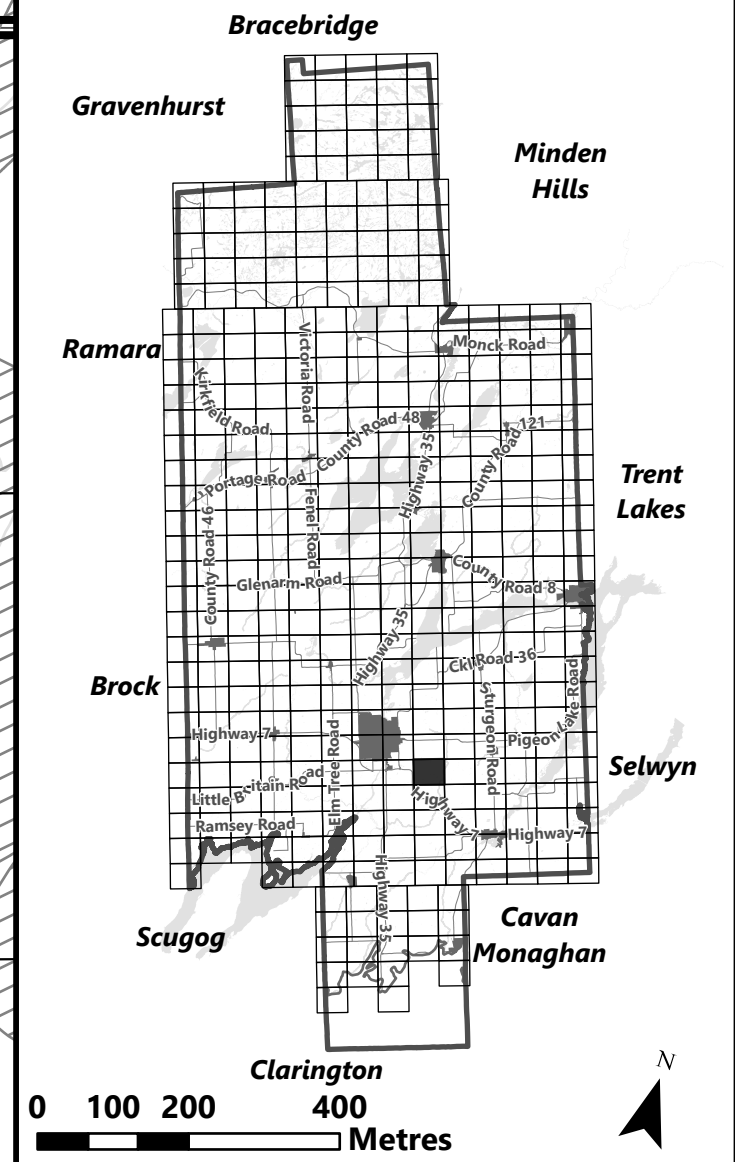 Bracebridge
Gravenhurst
Minden
Hills
Ramara
Monck Road
Victoria Road
Kirkfield Road
County Road 48
County Road 121
Highway 35
Trent
Lakes
Portage Road
Fenel Road
County Road 46
Glenarm Road
County Road 8
Highway 35
Ckl Road 36
Brock
Sturgeon Road
Pigeon Lake Road
Highway 7
Elm Tree Road
Selwyn
Little Britain Road
Highway 7
Ramsey Road
Highway 7
Highway 35
Scugog
Cavan
Monaghan
Clarington
N
0 100 200 400
Metres